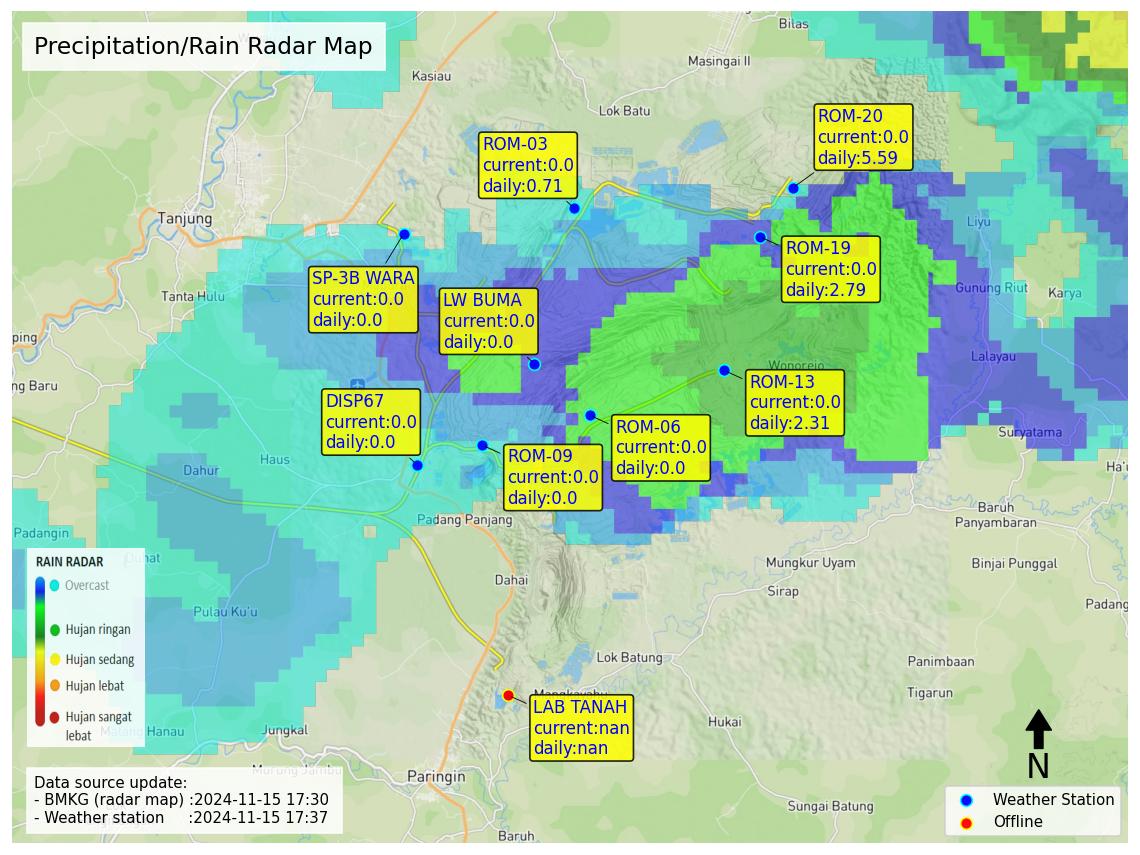 Precipitation/Rain Radar Map
Bilas
Masingai II
Kasiau
Lok Batu
ROM-20
current:0.0
daily:5.59
ROM-03
current:0.0
daily:0.71
Tanjung
Liyu
ROM-19
current:0.0
daily:2.79
SP-3B WARA
current:0.0
daily:0.0
Tanta Hulu
LW BUMA
current:0.0
daily:0.0
Gunung Riut
Karya
ping
Lalayau
Wonorejo
ng Baru
ROM-13
current:0.0
daily:2.31
DISP67
current:0.0
daily:0.0
ROM-06
current:0.0
daily:0.0
Suryatama
ROM-09
current:0.0
daily:0.0
Haus
Dahur
Ha'u
Padang Panjang
Baruh
Panyambaran
Padangin
Mungkur Uyam
Binjai Punggal
RAIN RADAR
Overcast
Hujan ringan
Hujan sedang
Hujan lebat
Hujan sangat
lebat
Dahai
Sirap
Padang
Pulau Ku'u
Lok Batung
Panimbaan
Tigarun
LAB TANAH
current:nan
daily:nan
Hukai
Jungkal
Paringin
N
Data source update:
- BMKG (radar map) :2024-11-15 17:30
- Weather station :2024-11-15 17:37
Sungai Batung
Weather Station
Offline
Baruh